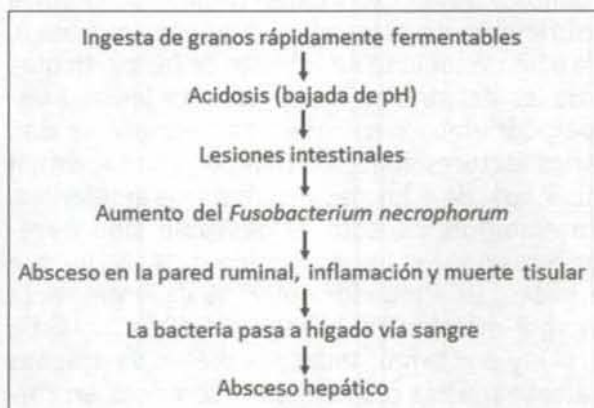 Ingesta de granos rápidamente fermentables
Acidosis (bajada de pH)
Lesiones intestinales
Aumento del Fusobacterium necrophorum
Absceso en la pared ruminal, inflamación y muerte tisular
La bacteria pasa a hígado vía sangre
Absceso hepático